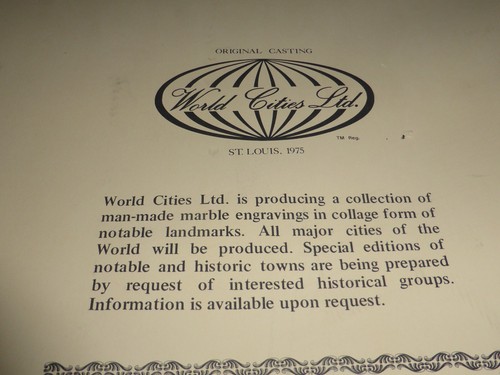 ORIGINAL CASTING
World Cities Ltd.
TM Reg.
ST. LOUIS, 1975
World Cities Ltd. is producing a collection of
man-made marble engravings in collage form of
notable landmarks. All major cities of the
World will be produced. Special editions of
notable and historic towns are being prepared
by request of interested historical groups.
Information is available upon request.